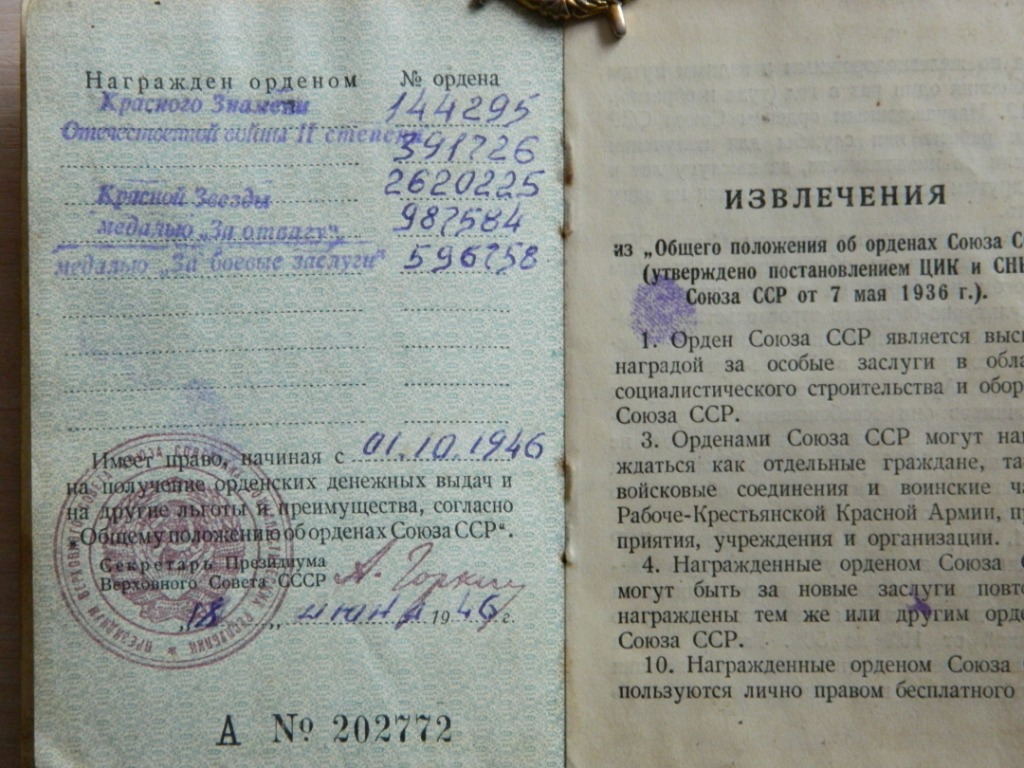 Награжден орденом № ордена
Красного Знамени 144295
Отечественной войны II степени 391726
Красной Звезды 2620225
медалью „За отвагу“ 987584
медалью „За боевые заслуги“ 596758
Имеет право, начиная с 01.10.1946
на получение орденских денежных выдач и
на другие льготы и преимущества, согласно
„Общему положению об орденах Союза ССР“.
Секретарь Президиума
Верховного Совета СССР А. Горкин
„18„ июня 1946 г.
А № 202772
ИЗВЛЕЧЕНИЯ
из „Общего положения об орденах Союза С
(утверждено постановлением ЦИК и СН
Союза ССР от 7 мая 1936 г.).
1. Орден Союза ССР является выс
наградой за особые заслуги в обла
социалистического строительства и обор
Союза ССР.
3. Орденами Союза ССР могут на
ждаться как отдельные граждане, та
войсковые соединения и воинские ча
Рабоче-Крестьянской Красной Армии, п
приятия, учреждения и организации.
4. Награжденные орденом Союза
могут быть за новые заслуги повто
награждены тем же или другим орде
Союза ССР.
10. Награжденные орденом Союза
пользуются лично правом бесплатного